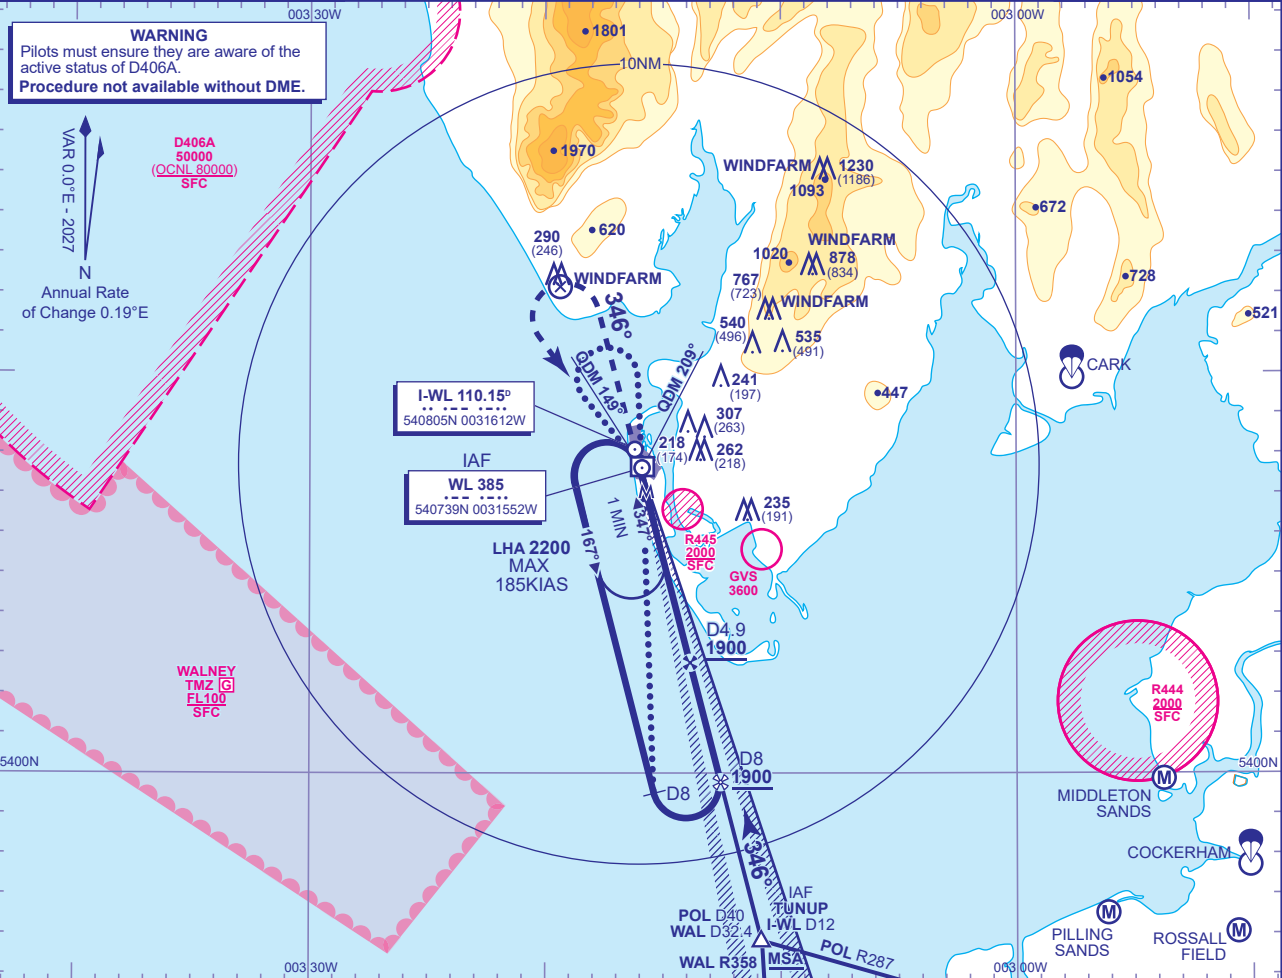 003 30W
003 00W
WARNING
Pilots must ensure they are aware of the
active status of D406A.
Procedure not available without DME.
1801
10NM
1054
VAR 0.0°E - 2027
N
Annual Rate
of Change 0.19°E
D406A
50000
(OCNL 80000)
SFC
1970
WINDFARM
1230
(1186)
1093
672
620
290
(246)
WINDFARM
WINDFARM
1020
878
(834)
728
767
(723)
WINDFARM
521
540
(496)
535
(491)
346°
QDM 149°
QDM 209°
CARK
241
(197)
447
I-WL 110.15ᴰ
·· ·-- ·-··
540805N 0031612W
307
(263)
218
(174)
262
(218)
IAF
WL 385
·-- ·-··
540739N 0031552W
235
(191)
1 MIN
347°
167°
R445
2000
SFC
GVS
3600
LHA 2200
MAX
185KIAS
D4.9
1900
WALNEY
TMZ G
FL100
SFC
R444
2000
SFC
5400N
D8
1900
D8
5400N
M
MIDDLETON
SANDS
346°
COCKERHAM
IAF
TUNUP
I-WL D12
POL D40
WAL D32.4
M
PILLING
SANDS
M
ROSSALL
FIELD
WAL R358
MSA
POL R287
003 30W
003 00W